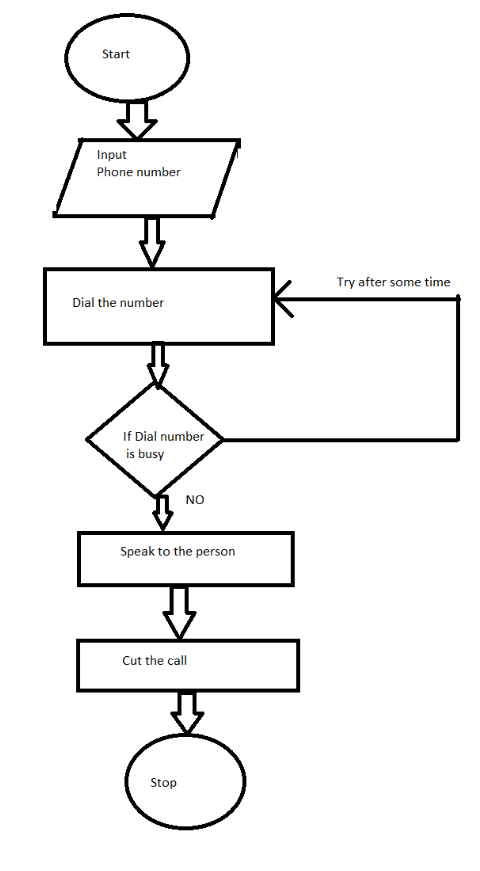 Start
Input
Phone number
Dial the number
Try after some time
If Dial number
is busy
NO
Speak to the person
Cut the call
Stop